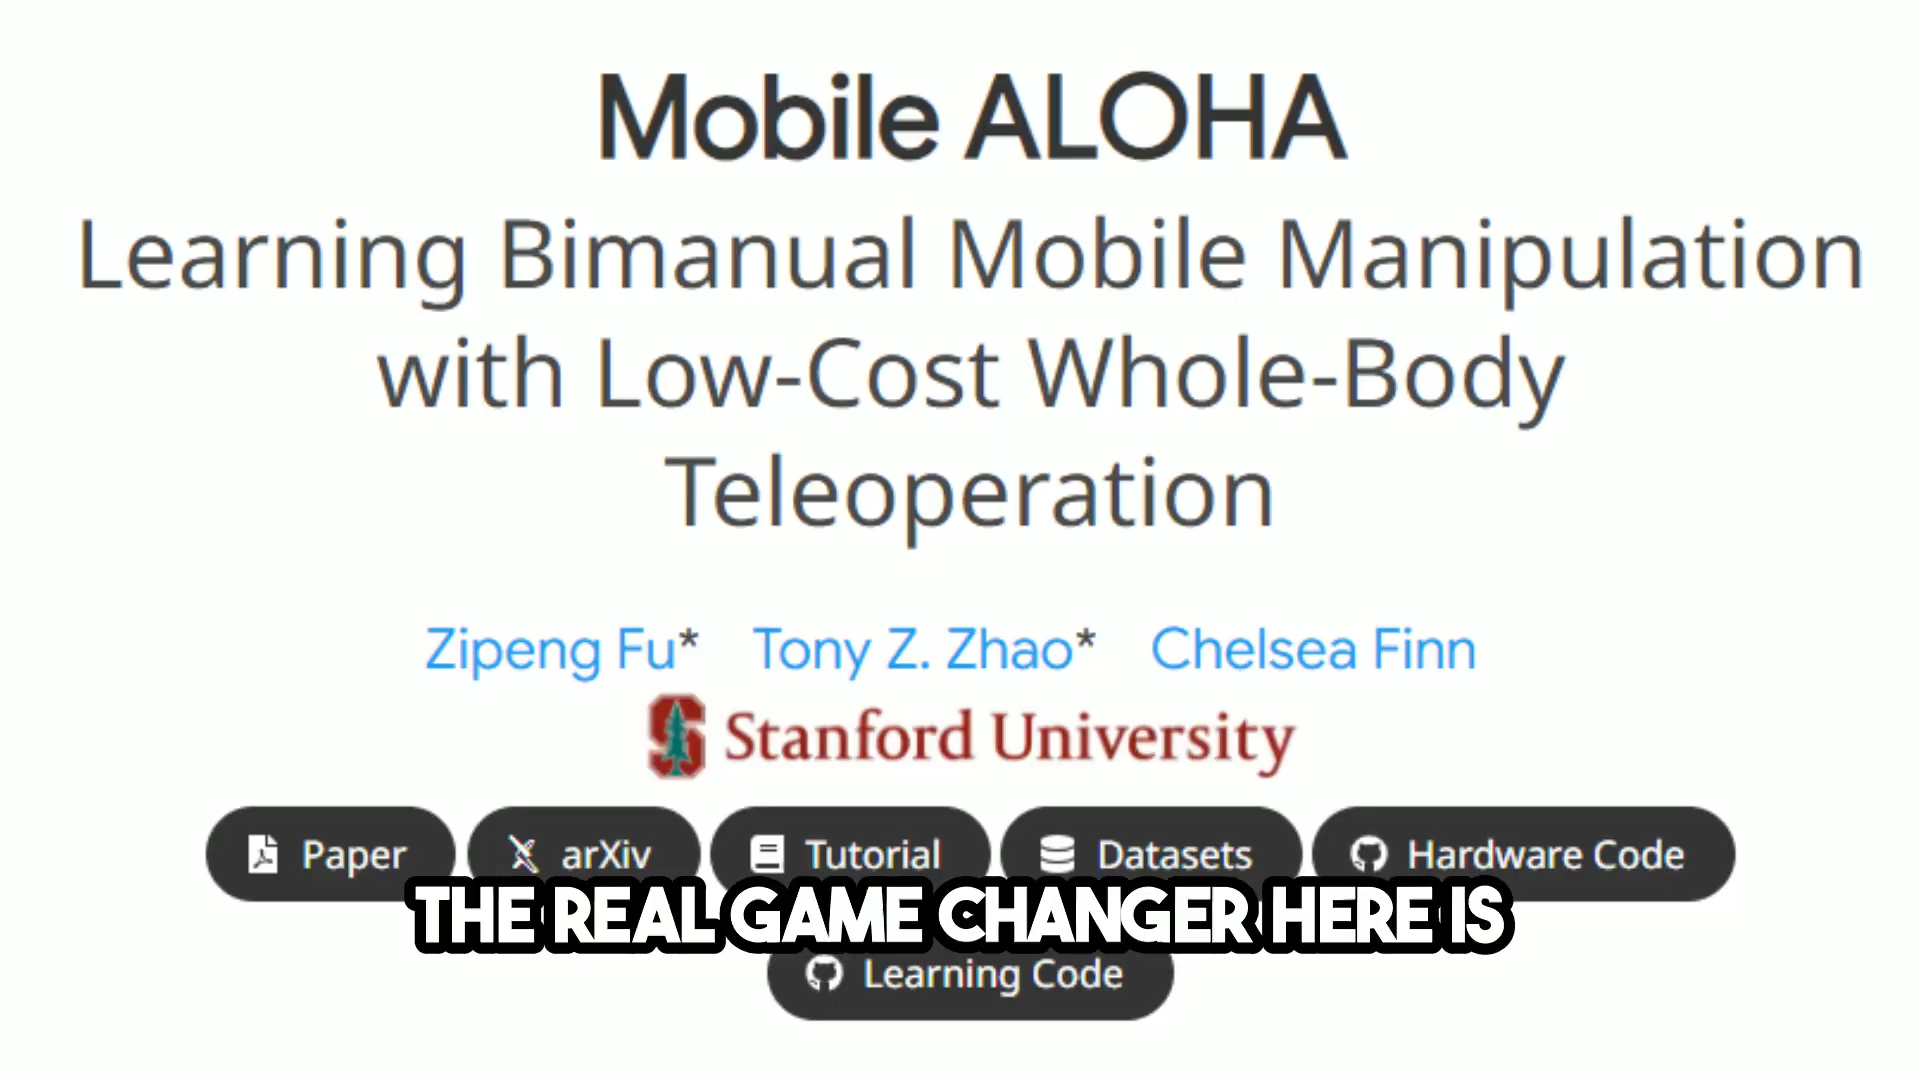 Mobile ALOHA
Learning Bimanual Mobile Manipulation
with Low-Cost Whole-Body
Teleoperation
Zipeng Fu* Tony Z. Zhao* Chelsea Finn
Stanford University
Paper arXiv Tutorial Datasets Hardware Code
THE REAL GAME CHANGER HERE IS
Learning Code